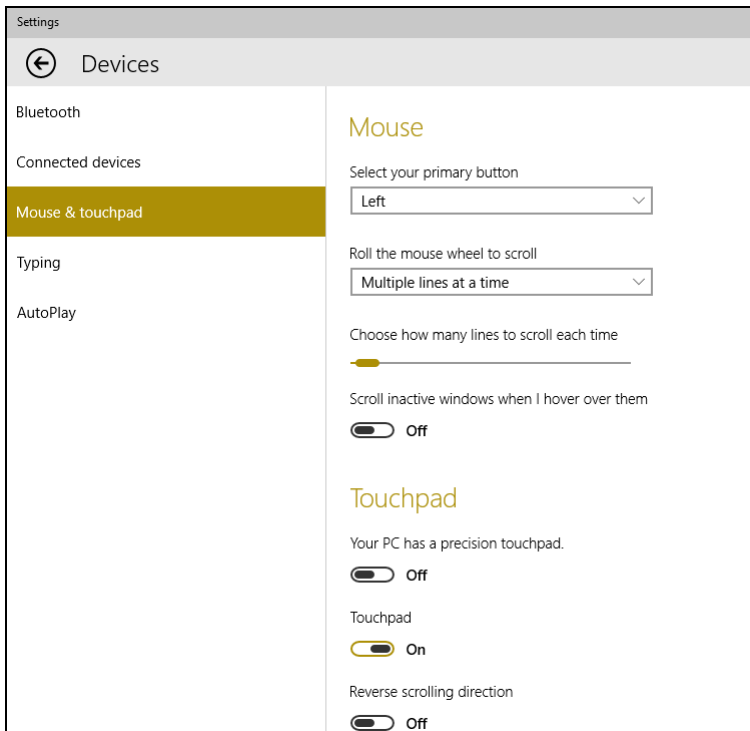 Settings
Devices
Bluetooth
Connected devices
Mouse & touchpad
Typing
AutoPlay
Mouse
Select your primary button
Left
Roll the mouse wheel to scroll
Multiple lines at a time
Choose how many lines to scroll each time
Scroll inactive windows when I hover over them
Off
Touchpad
Your PC has a precision touchpad.
Off
Touchpad
On
Reverse scrolling direction
Off